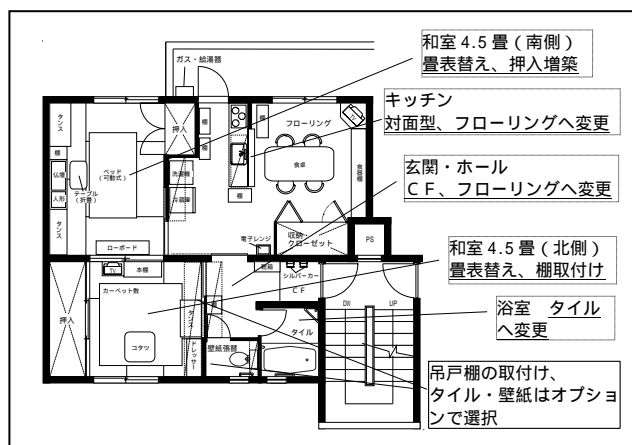 ガス・給湯器
和室4.5畳（南側）
畳表替え、押入増築
キッチン
対面型、フローリングへ変更
玄関・ホール
ＣＦ、フローリングへ変更
和室4.5畳（北側）
畳表替え、棚取付け
浴室　タイル
へ変更
吊戸棚の取付け、
タイル・壁紙はオプショ
ンで選択
タンス
棚
仏壇
人形
タンス
ベッド
（可動式）
テーブル
（折畳）
ローボード
押入
棚
棚
洗濯機
冷蔵庫
棚
棚
フローリング
TV
食卓
食器棚
電子レンジ
収納・
クローゼット
PS
TV
本棚
カーペット敷
押入
コタツ
タンス
ドレッサー
靴箱
シルバーカー
ＣＦ
タイル
壁紙張替
DW
UP